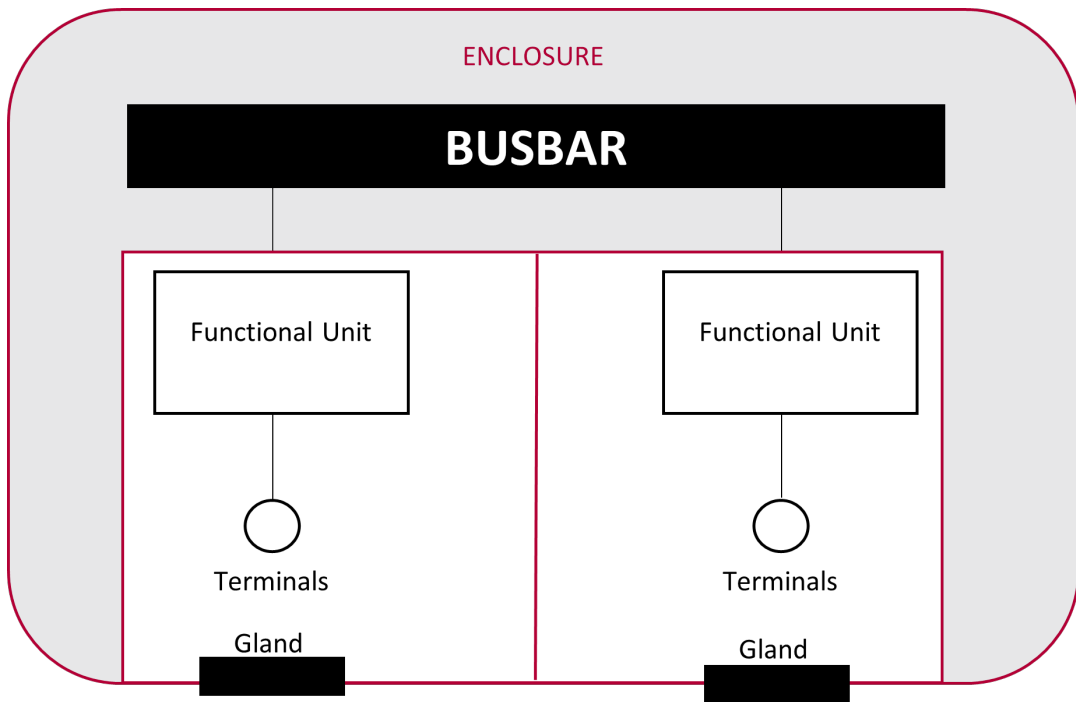 ENCLOSURE
BUSBAR
Functional Unit
Functional Unit
Terminals
Terminals
Gland
Gland